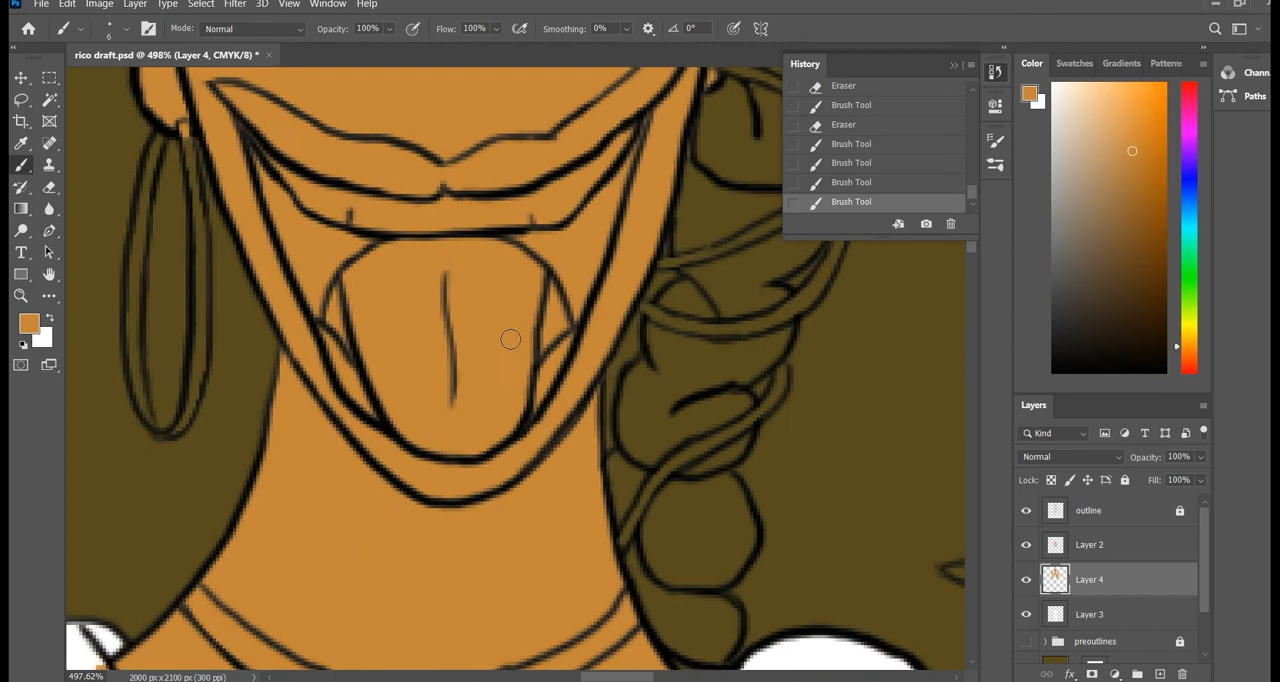 File Edit Image Layer Type Select Filter 3D View Window Help
6 Mode: Normal Opacity: 100% Flow: 100% Smoothing: 0% 0°
rico draft.psd @ 498% (Layer 4, CMYK/8) *
History
Eraser
Brush Tool
Eraser
Brush Tool
Brush Tool
Brush Tool
Brush Tool
Color Swatches Gradients Patterns
Chann
Paths
Layers
Kind
Normal Opacity: 100%
Lock: Fill: 100%
outline
Layer 2
Layer 4
Layer 3
preoutlines
497.62% 2000 px x 2100 px (300 ppi)